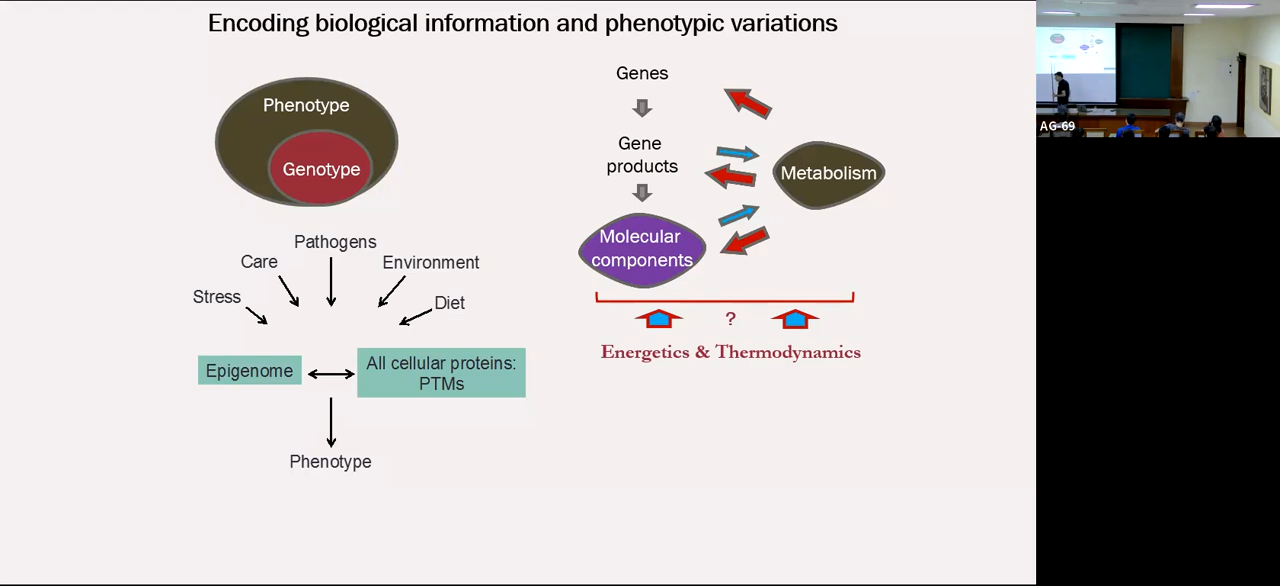 Encoding biological information and phenotypic variations
Phenotype
Genotype
Pathogens
Care
Environment
Stress
Diet
Epigenome
All cellular proteins:
PTMs
Phenotype
Genes
Gene
products
Metabolism
Molecular
components
?
Energetics & Thermodynamics
AG-69